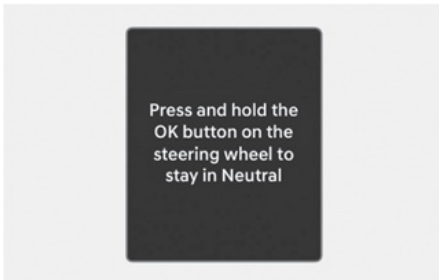 Press and hold the
OK button on the
steering wheel to
stay in Neutral